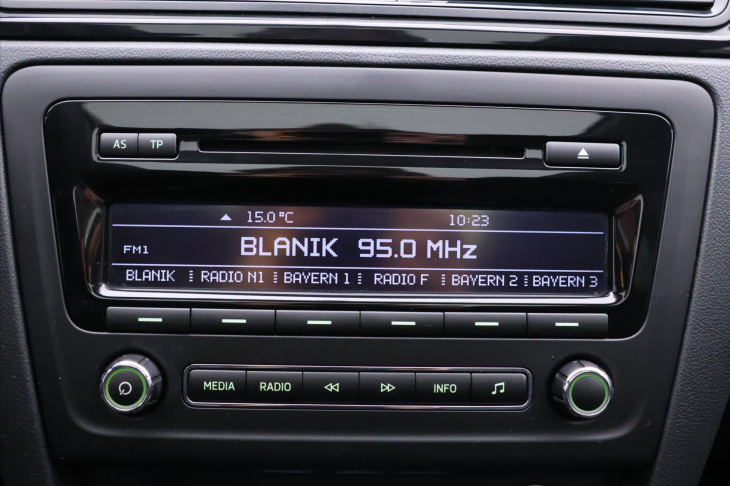 AS TP
15.0°C 10:23
FM1 BLANIK 95.0 MHz
BLANIK RADIO N1 BAYERN 1 RADIO F BAYERN 2 BAYERN 3
MEDIA RADIO INFO